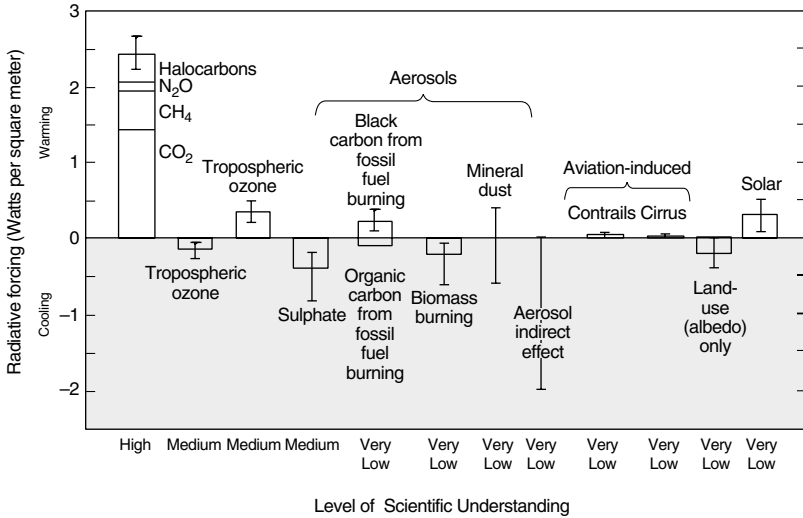 Radiative forcing (Watts per square meter)
Warming
Cooling
3
2
1
0
–1
–2
Halocarbons
N2O
CH4
CO2
Tropospheric
ozone
Tropospheric
ozone
Aerosols
Sulphate
Black
carbon from
fossil
fuel
burning
Organic
carbon
from
fossil
fuel
burning
Biomass
burning
Mineral
dust
Aerosol
indirect
effect
Aviation-induced
Contrails Cirrus
Land-
use
(albedo)
only
Solar
High
Medium
Medium
Medium
Very
Low
Very
Low
Very
Low
Very
Low
Very
Low
Very
Low
Very
Low
Very
Low
Level of Scientific Understanding